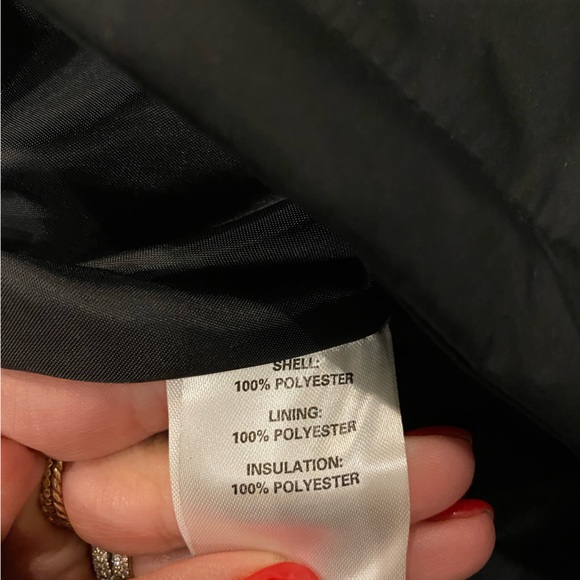 SHELL:
100% POLYESTER
LINING:
100% POLYESTER
INSULATION:
100% POLYESTER